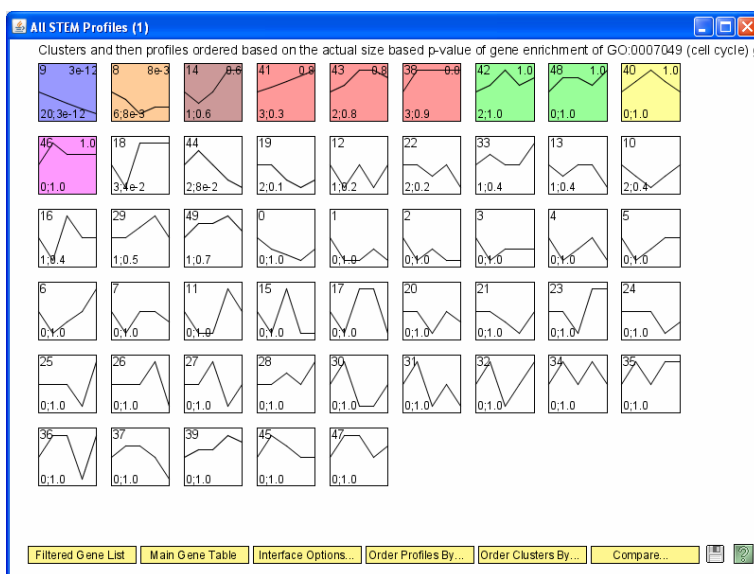 All STEM Profiles (1)
Clusters and then profiles ordered based on the actual size based p-value of gene enrichment of GO:0007049 (cell cycle)
9 3e-12 8 8e-3 14 0.6 41 0.8 43 0.8 38 0.8 42 1.0 48 1.0 40 1.0
20;3e-12 6;8e-3 1;0.6 3;0.3 2;0.8 3;0.9 2;1.0 0;1.0 0;1.0
46 1.0 18 44 19 12 22 33 13 10
0;1.0 3;4e-2 2;8e-2 2;0.1 1;0.2 2;0.2 1;0.4 1;0.4 2;0.4
16 29 49 0 1 2 3 4 5
1;0.4 1;0.5 1;0.7 0;1.0 0;1.0 0;1.0 0;1.0 0;1.0 0;1.0
6 7 11 15 17 20 21 23 24
0;1.0 0;1.0 0;1.0 0;1.0 0;1.0 0;1.0 0;1.0 0;1.0 0;1.0
25 26 27 28 30 31 32 34 35
0;1.0 0;1.0 0;1.0 0;1.0 0;1.0 0;1.0 0;1.0 0;1.0 0;1.0
36 37 39 45 47
0;1.0 0;1.0 0;1.0 0;1.0 0;1.0
Filtered Gene List Main Gene Table Interface Options... Order Profiles By... Order Clusters By... Compare... ?